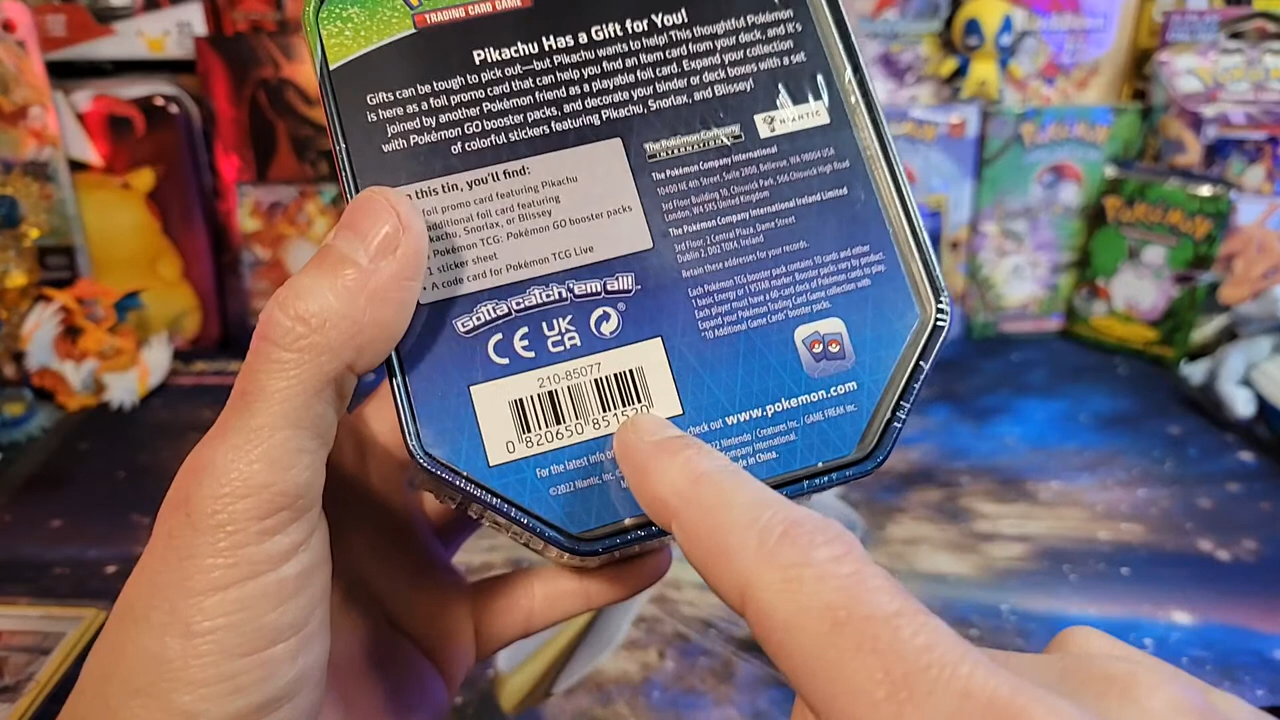 TRADING CARD GAME
Pikachu Has a Gift for You!
Gifts can be tough to pick out—but Pikachu wants to help! This thoughtful Pokémon
is here as a foil promo card that can help you find an Item card from your deck, and it's
joined by another Pokémon friend as a playable foil card. Expand your collection
with Pokémon GO booster packs, and decorate your binder or deck boxes with a set
of colorful stickers featuring Pikachu, Snorlax, and Blissey!
this tin, you'll find:
foil promo card featuring Pikachu
additional foil card featuring
kachu, Snorlax, or Blissey
Pokémon TCG: Pokémon GO booster packs
1 sticker sheet
• A code card for Pokémon TCG Live
Gotta catch 'em all!
CE UK CA
210-85077
0 820650 851520
The Pokémon Company
INTERNATIONAL
NIANTIC
The Pokémon Company International
10400 NE 4th Street, Suite 2800, Bellevue, WA 98004 USA
3rd Floor Building 10, Chiswick Park, 566 Chiswick High Road
London, W4 5XS United Kingdom
The Pokémon Company International Ireland Limited
3rd Floor, 2 Central Plaza, Dame Street
Dublin 2, D02 T0X4, Ireland
Retain these addresses for your records.
Each Pokémon TCG booster pack contains 10 cards and either
1 basic Energy or 1 VSTAR marker. Booster packs vary by product.
Each player must have a 60-card deck of Pokémon cards to play.
Expand your Pokémon Trading Card Game collection with
"10 Additional Game Cards" booster packs.
For the latest info
check out www.pokemon.com
©2022 Niantic, Inc.
2022 Nintendo / Creatures Inc. / GAME FREAK inc.
Company International.
de in China.
POKÉMON
Pokémon